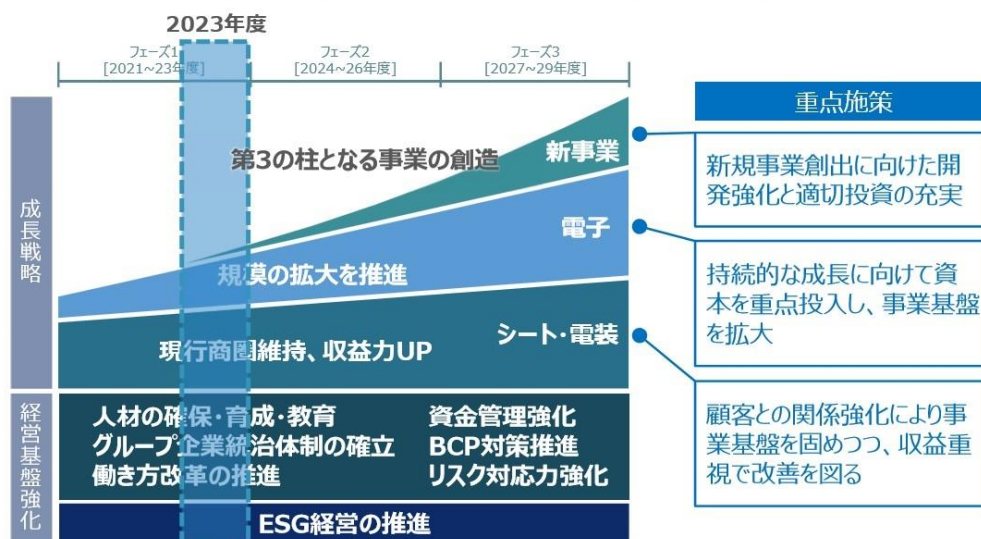 2023年度
フェーズ1
[2021~23年度]
フェーズ2
[2024~26年度]
フェーズ3
[2027~29年度]
成長戦略
第3の柱となる事業の創造
新事業
電子
規模の拡大を推進
シート・電装
現行商圏維持、収益力UP
経営基盤強化
人材の確保・育成・教育
グループ企業統治体制の確立
働き方改革の推進
資金管理強化
BCP対策推進
リスク対応力強化
ESG経営の推進
重点施策
新規事業創出に向けた開
発強化と適切投資の充実
持続的な成長に向けて資
本を重点投入し、事業基盤
を拡大
顧客との関係強化により事
業基盤を固めつつ、収益重
視で改善を図る